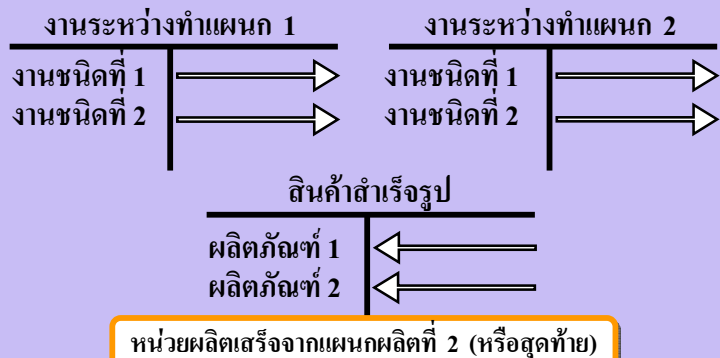 งานระหว่างทำแผนก 1
งานชนิดที่ 1
งานชนิดที่ 2
งานระหว่างทำแผนก 2
งานชนิดที่ 1
งานชนิดที่ 2
สินค้าสำเร็จรูป
ผลิตภัณฑ์ 1
ผลิตภัณฑ์ 2
หน่วยผลิตเสร็จจากแผนกผลิตที่ 2 (หรือสุดท้าย)